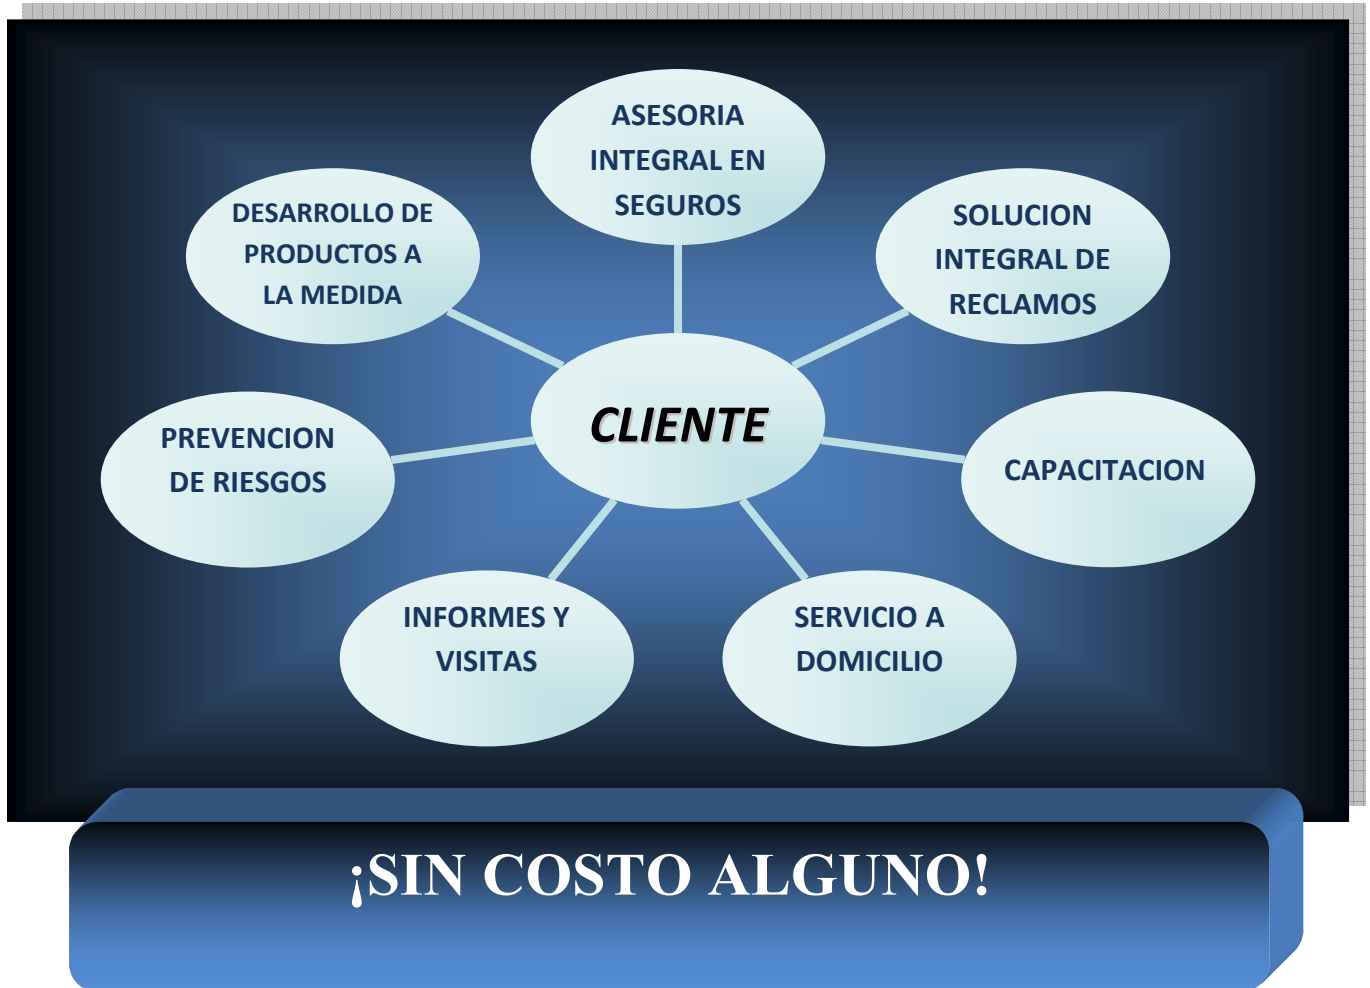 ASESORIA
INTEGRAL EN
SEGUROS
SOLUCION
INTEGRAL DE
RECLAMOS
CAPACITACION
SERVICIO A
DOMICILIO
INFORMES Y
VISITAS
PREVENCION
DE RIESGOS
DESARROLLO DE
PRODUCTOS A
LA MEDIDA
CLIENTE
¡SIN COSTO ALGUNO!